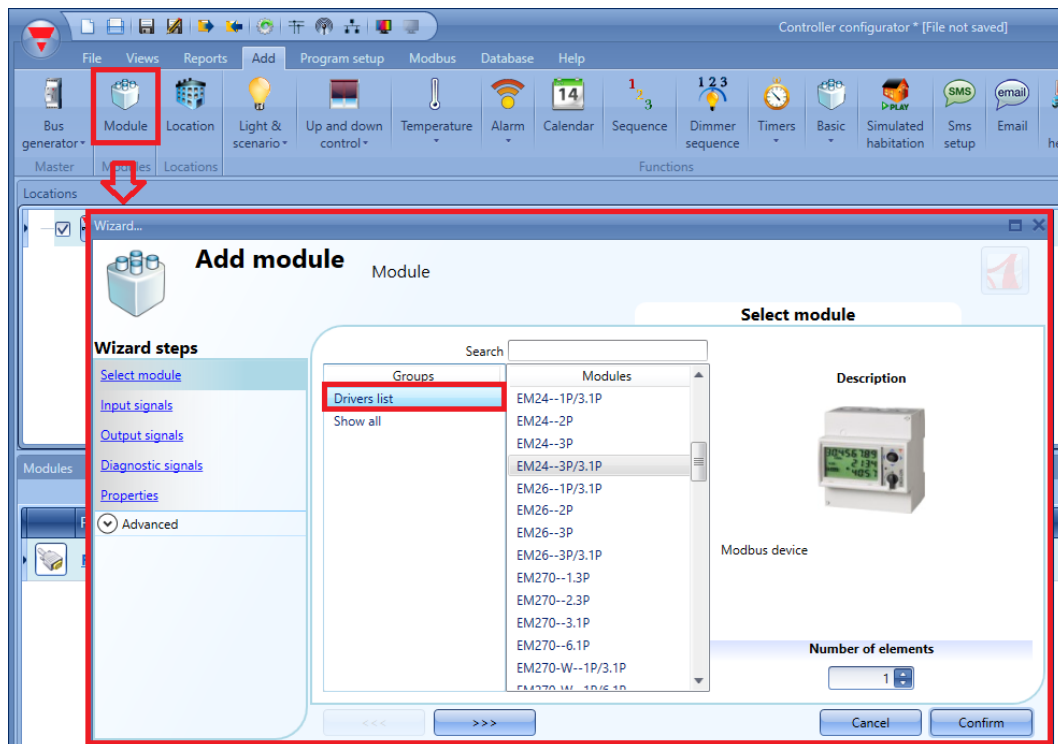 Controller configurator * [File not saved]
File Views Reports Add Program setup Modbus Database Help
14
1 2 3
1 2 3
PLAY
SMS
email
Bus generator
Module
Location
Light & scenario
Up and down control
Temperature
Alarm
Calendar
Sequence
Dimmer sequence
Timers
Basic
Simulated habitation
Sms setup
Email
Master Modules Locations Functions
Locations
Wizard...
Add module Module
Select module
Wizard steps
Select module
Input signals
Output signals
Diagnostic signals
Properties
Advanced
Search
Groups
Drivers list
Show all
Modules
EM24--1P/3.1P
EM24--2P
EM24--3P
EM24--3P/3.1P
EM26--1P/3.1P
EM26--2P
EM26--3P
EM26--3P/3.1P
EM270--1.3P
EM270--2.3P
EM270--3.1P
EM270--6.1P
EM270-W--1P/3.1P
EM270-W--1P/6.1P
Description
Modbus device
Number of elements
1
<<< >>> Cancel Confirm
Modules